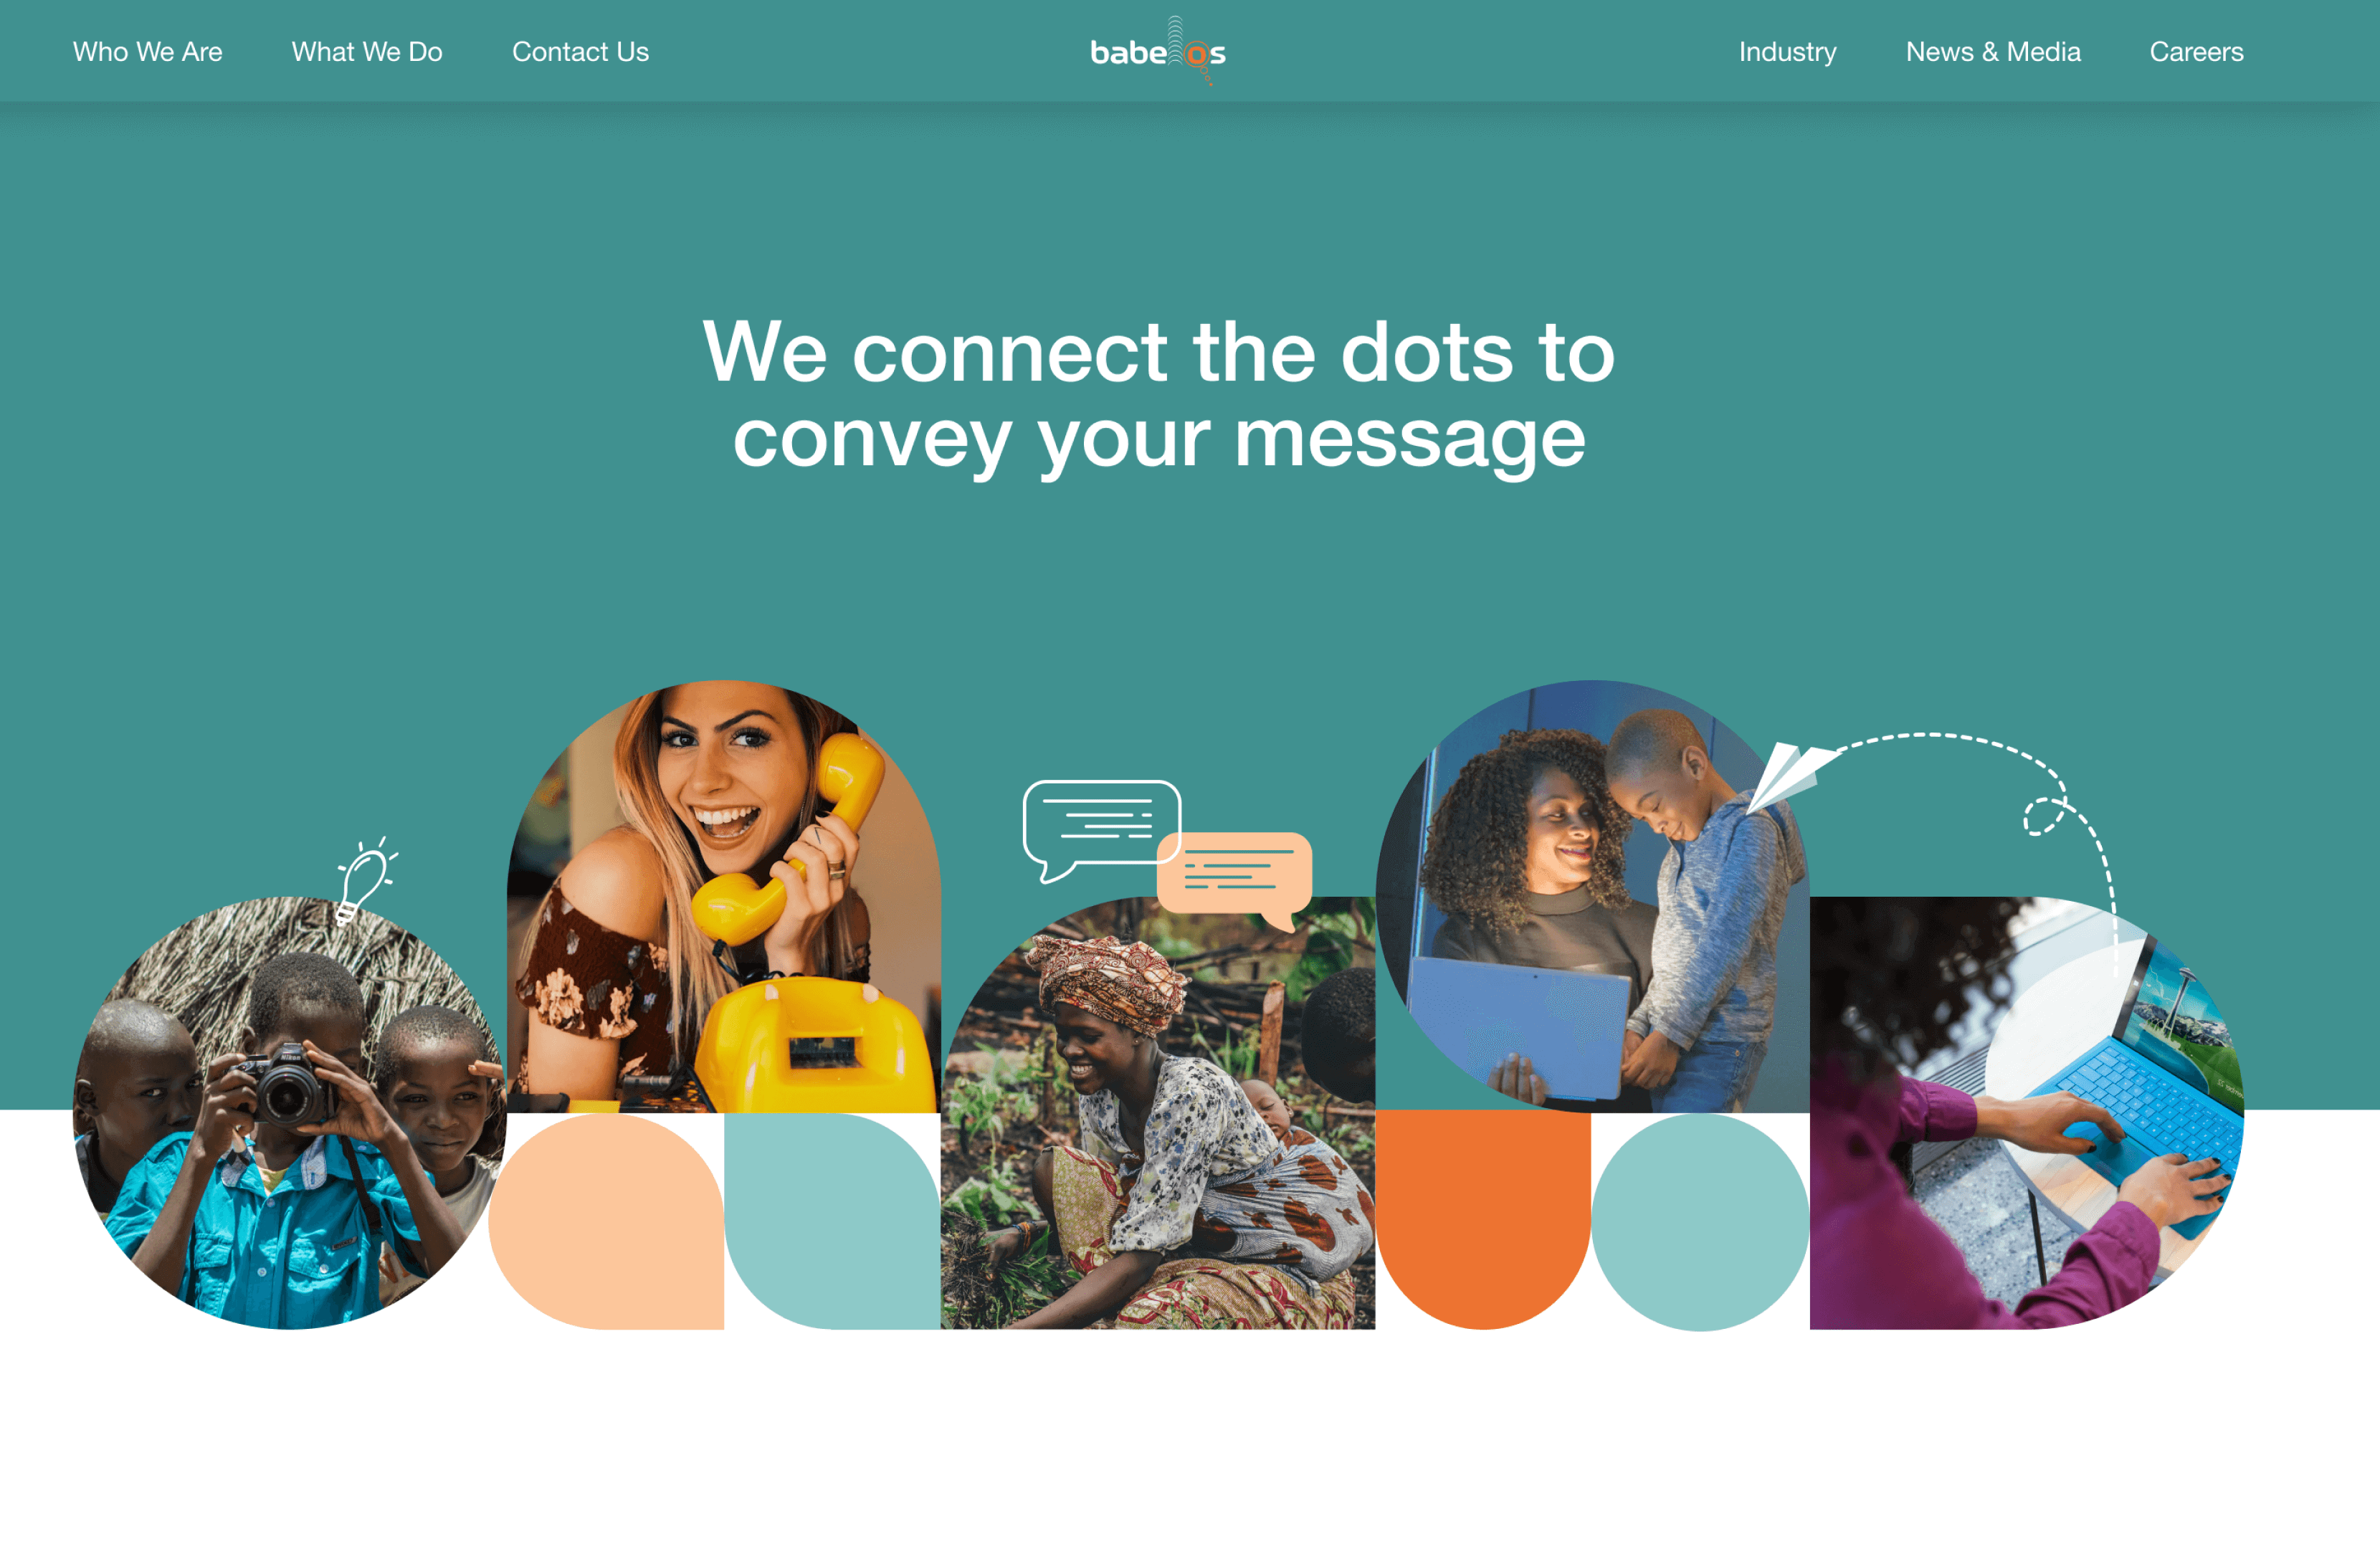 Who We Are
What We Do
Contact Us
babelos
Industry
News & Media
Careers
We connect the dots to
convey your message
Nikon